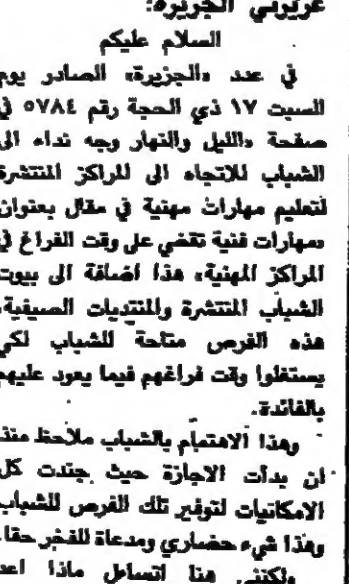 عزيزتي الجزيرة:
السلام عليكم
في عدد «الجزيرة» الصادر يوم
السبت ١٧ ذي الحجة رقم ٥٧٨٤ في
صفحة «الليل والنهار» وجه نداء الى
الشباب للاتجاه الى المراكز المنتشرة
لتعليم مهارات مهنية في مقال بعنوان
«مهارات فنية تقضي على وقت الفراغ في
المراكز المهنية» هذا اضافة الى بيوت
الشباب المنتشرة والمنتديات الصيفية.
هذه الفرص متاحة للشباب لكي
يستغلوا وقت فراغهم فيما يعود عليهم
بالفائدة.
وهذا الاهتمام بالشباب ملاحظ منذ
ان بدأت الاجازة حيث جندت كل
الامكانيات لتوفير تلك الفرص للشباب
وهذا شيء حضاري ومدعاة للفخر حقا.
ولكنني هنا اتساءل ماذا اعد